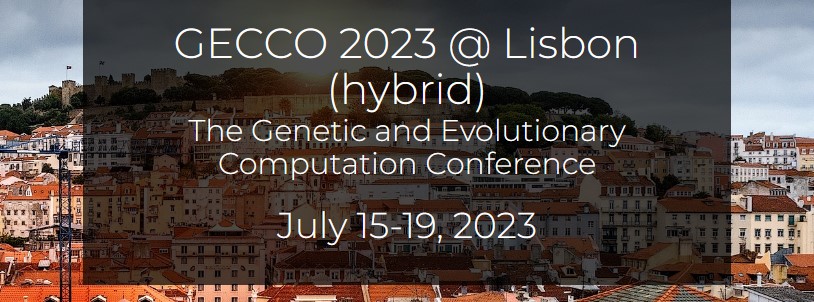 GECCO 2023 @ Lisbon
(hybrid)
The Genetic and Evolutionary
Computation Conference
July 15-19, 2023